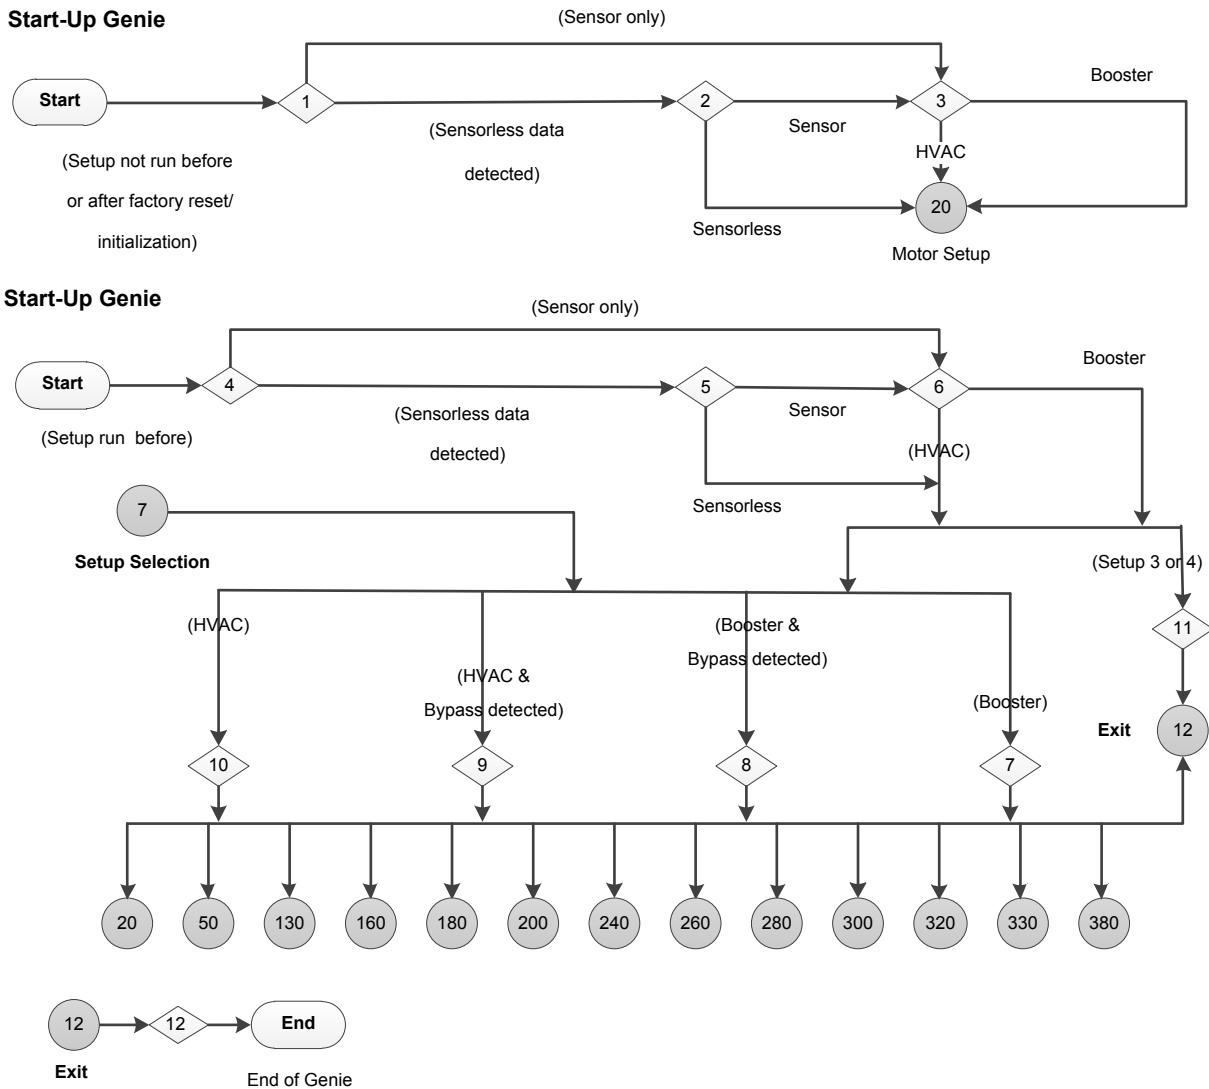 Start-Up Genie
(Sensor only)
Booster
Start
1
2
3
(Sensorless data
detected)
Sensor
HVAC
(Setup not run before
or after factory reset/
initialization)
20
Sensorless
Motor Setup
Start-Up Genie
(Sensor only)
Booster
Start
4
5
6
(Setup run before)
(Sensorless data
detected)
Sensor
(HVAC)
Sensorless
7
Setup Selection
(Setup 3 or 4)
(HVAC)
(HVAC &
Bypass detected)
(Booster &
Bypass detected)
(Booster)
11
Exit
12
10
9
8
7
20
50
130
160
180
200
240
260
280
300
320
330
380
12
12
End
Exit
End of Genie